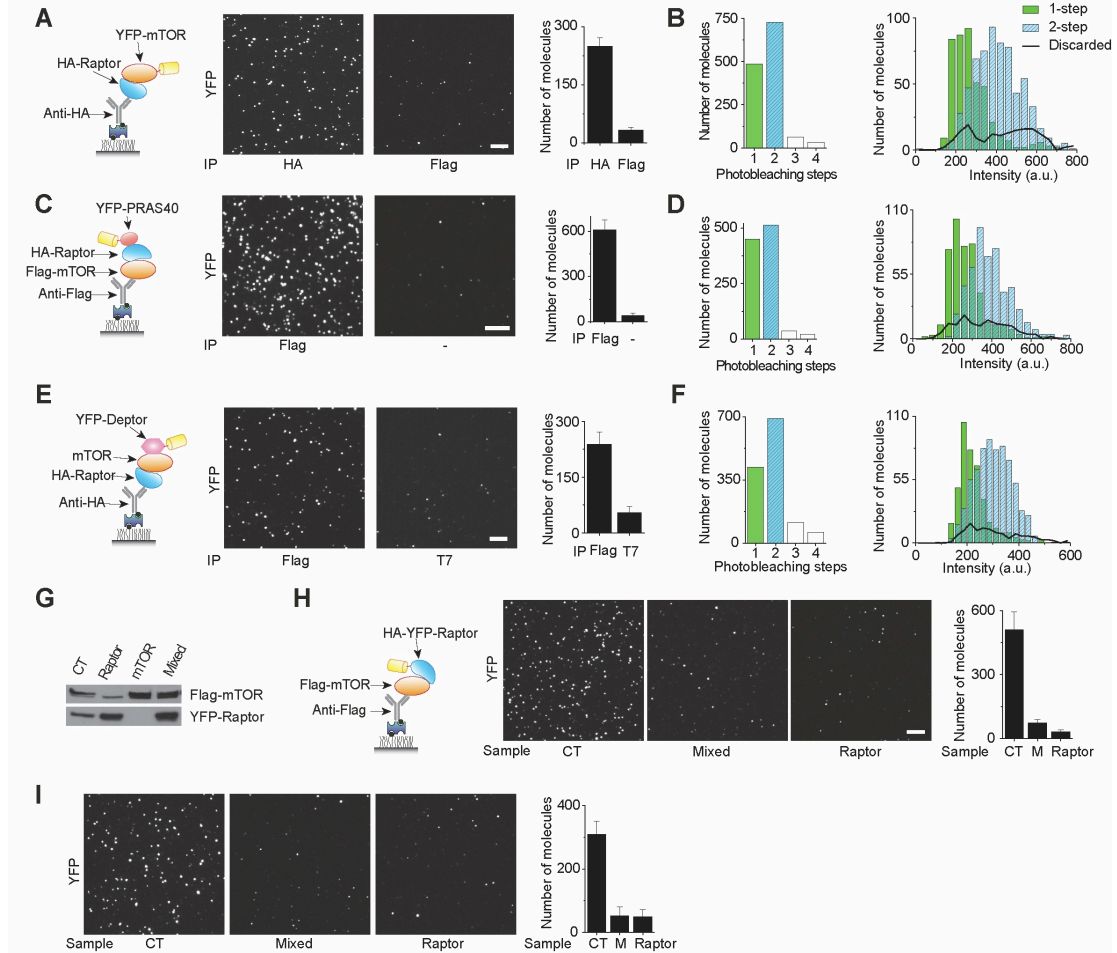 A
YFP-mTOR
HA-Raptor
Anti-HA
YFP
IP HA Flag
Number of molecules
300
150
0
IP HA Flag
B
Number of molecules
750
500
250
0
1 2 3 4
Photobleaching steps
Number of molecules
100
50
0
0 200 400 600 800
Intensity (a.u.)
1-step
2-step
Discarded
C
YFP-PRAS40
HA-Raptor
Flag-mTOR
Anti-Flag
YFP
IP Flag -
Number of molecules
600
300
0
IP Flag -
D
Number of molecules
500
250
0
1 2 3 4
Photobleaching steps
Number of molecules
110
55
0
0 200 400 600 800
Intensity (a.u.)
E
YFP-Deptor
mTOR
HA-Raptor
Anti-HA
YFP
IP Flag T7
Number of molecules
300
150
0
IP Flag T7
F
Number of molecules
700
350
0
1 2 3 4
Photobleaching steps
Number of molecules
110
55
0
0 200 400 600
Intensity (a.u.)
G
CT Raptor mTOR Mixed
Flag-mTOR
YFP-Raptor
H
HA-YFP-Raptor
Flag-mTOR
Anti-Flag
YFP
Sample CT Mixed Raptor
Number of molecules
600
300
0
Sample CT M Raptor
I
YFP
Sample CT Mixed Raptor
Number of molecules
400
200
0
Sample CT M Raptor